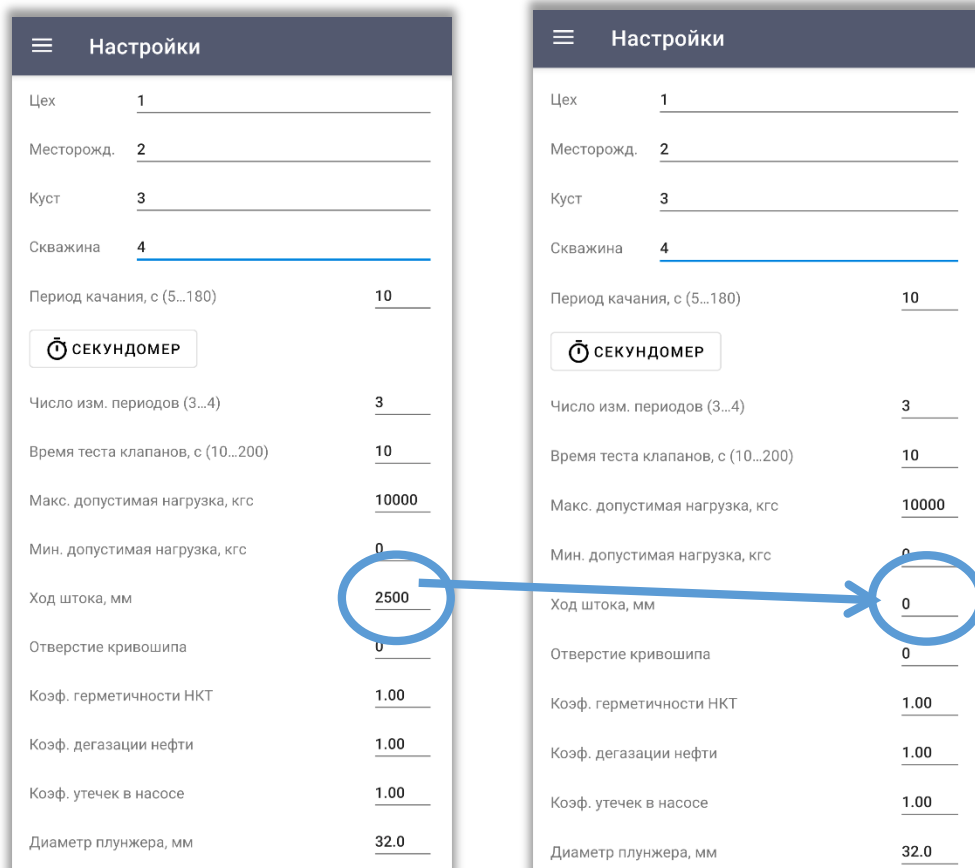 Настройки
Цех 1
Месторожд. 2
Куст 3
Скважина 4
Период качания, с (5...180) 10
СЕКУНДОМЕР
Число изм. периодов (3...4) 3
Время теста клапанов, с (10...200) 10
Макс. допустимая нагрузка, кгс 10000
Мин. допустимая нагрузка, кгс 0
Ход штока, мм 2500
Отверстие кривошипа 0
Коэф. герметичности НКТ 1.00
Коэф. дегазации нефти 1.00
Коэф. утечек в насосе 1.00
Диаметр плунжера, мм 32.0
Настройки
Цех 1
Месторожд. 2
Куст 3
Скважина 4
Период качания, с (5...180) 10
СЕКУНДОМЕР
Число изм. периодов (3...4) 3
Время теста клапанов, с (10...200) 10
Макс. допустимая нагрузка, кгс 10000
Мин. допустимая нагрузка, кгс 0
Ход штока, мм 0
Отверстие кривошипа 0
Коэф. герметичности НКТ 1.00
Коэф. дегазации нефти 1.00
Коэф. утечек в насосе 1.00
Диаметр плунжера, мм 32.0